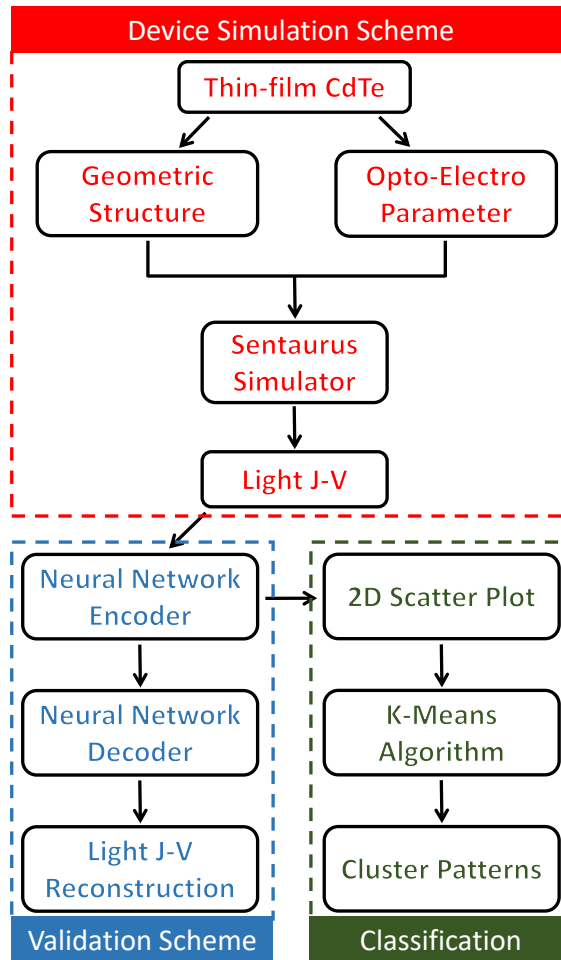 Device Simulation Scheme
Thin-film CdTe
Geometric
Structure
Opto-Electro
Parameter
Sentaurus
Simulator
Light J-V
Neural Network
Encoder
Neural Network
Decoder
Light J-V
Reconstruction
Validation Scheme
2D Scatter Plot
K-Means
Algorithm
Cluster Patterns
Classification